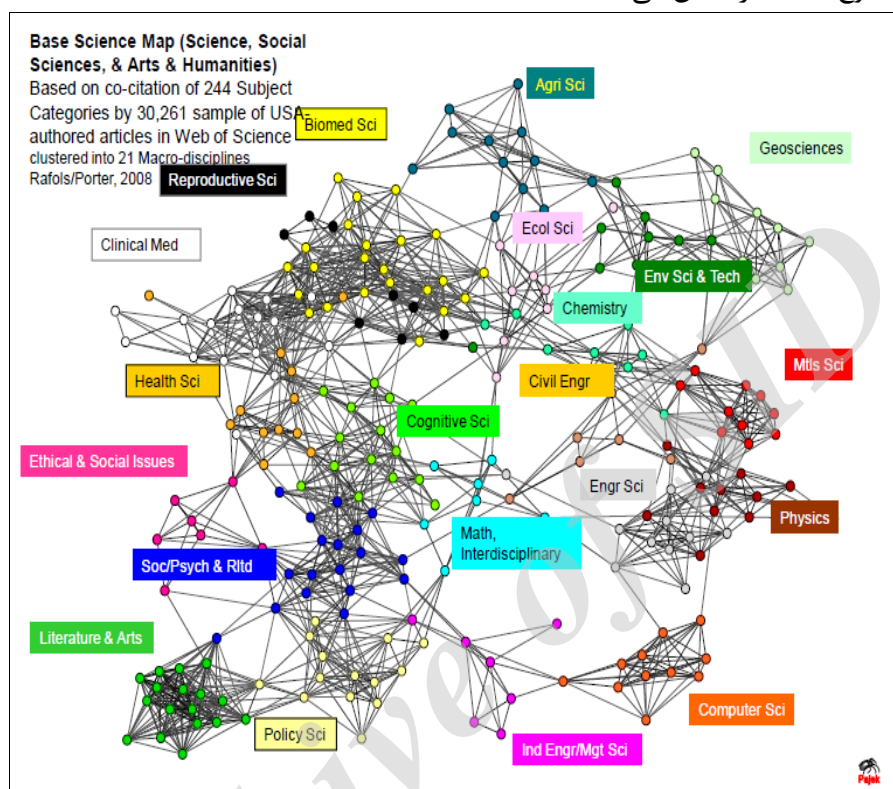 Base Science Map (Science, Social
Sciences, & Arts & Humanities)
Based on co-citation of 244 Subject
Categories by 30,261 sample of USA-
authored articles in Web of Science
clustered into 21 Macro-disciplines
Rafols/Porter, 2008
Biomed Sci
Agri Sci
Geosciences
Reproductive Sci
Clinical Med
Ecol Sci
Env Sci & Tech
Chemistry
Health Sci
Civil Engr
Mtls Sci
Cognitive Sci
Ethical & Social Issues
Engr Sci
Physics
Math,
Interdisciplinary
Soc/Psych & Rltd
Literature & Arts
Policy Sci
Ind Engr/Mgt Sci
Computer Sci
Pajek